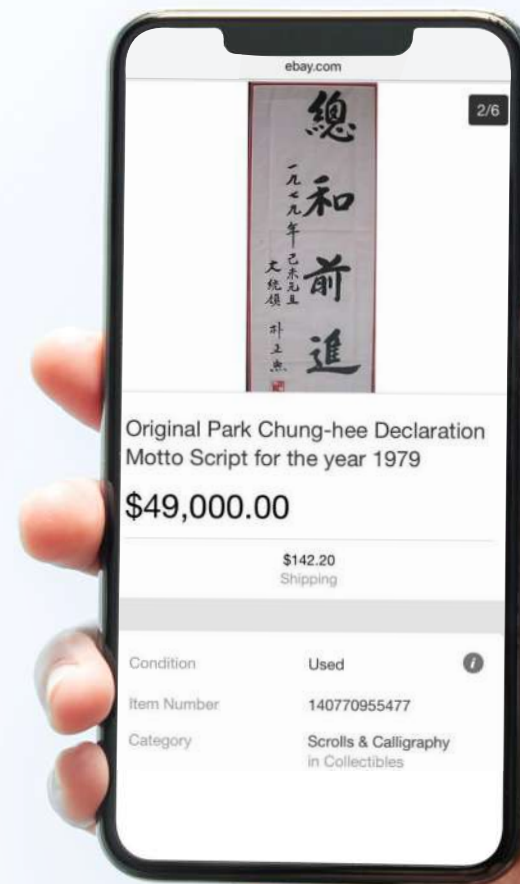 ebay.com
2/6
總和前進
一九七九年 己未元旦
大統領 朴正熙
Original Park Chung-hee Declaration
Motto Script for the year 1979
$49,000.00
$142.20
Shipping
Condition Used i
Item Number 140770955477
Category Scrolls & Calligraphy
in Collectibles